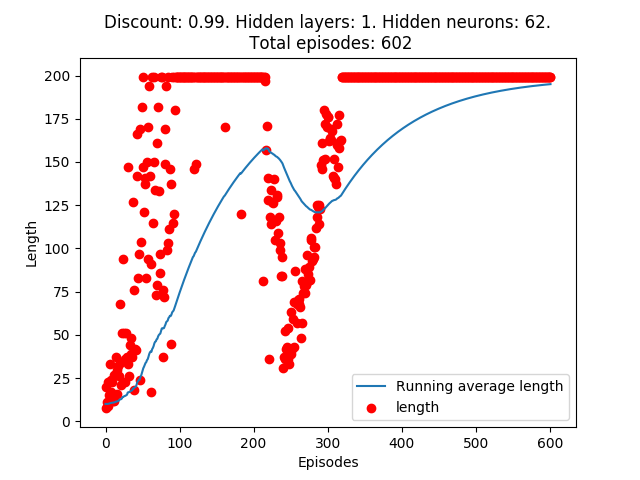 Discount: 0.99. Hidden layers: 1. Hidden neurons: 62.
Total episodes: 602
200
175
150
125
100
75
50
25
0
Length
0 100 200 300 400 500 600
Episodes
Running average length
length